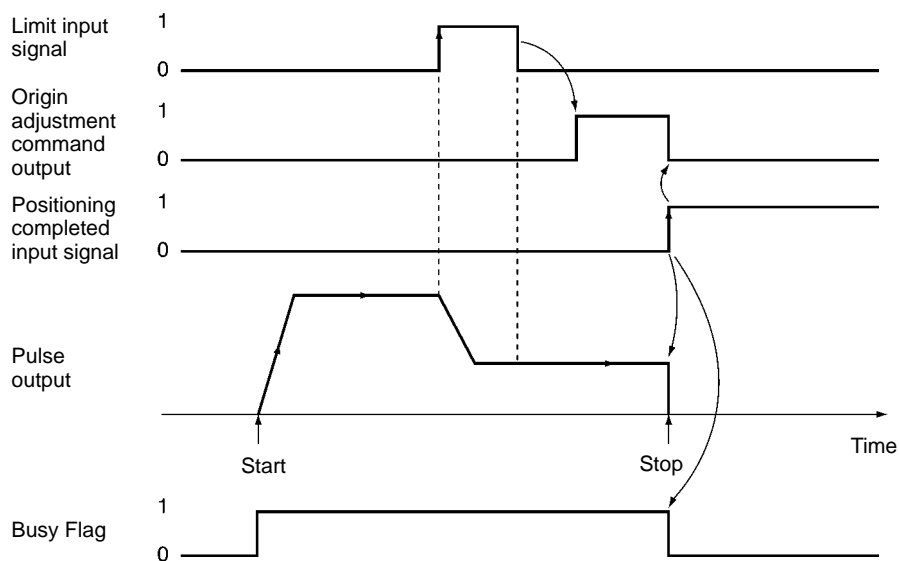 Limit input
signal
1
0
Origin
adjustment
command
output
1
0
Positioning
completed
input signal
1
0
Pulse
output
Start
Stop
Time
Busy Flag
1
0